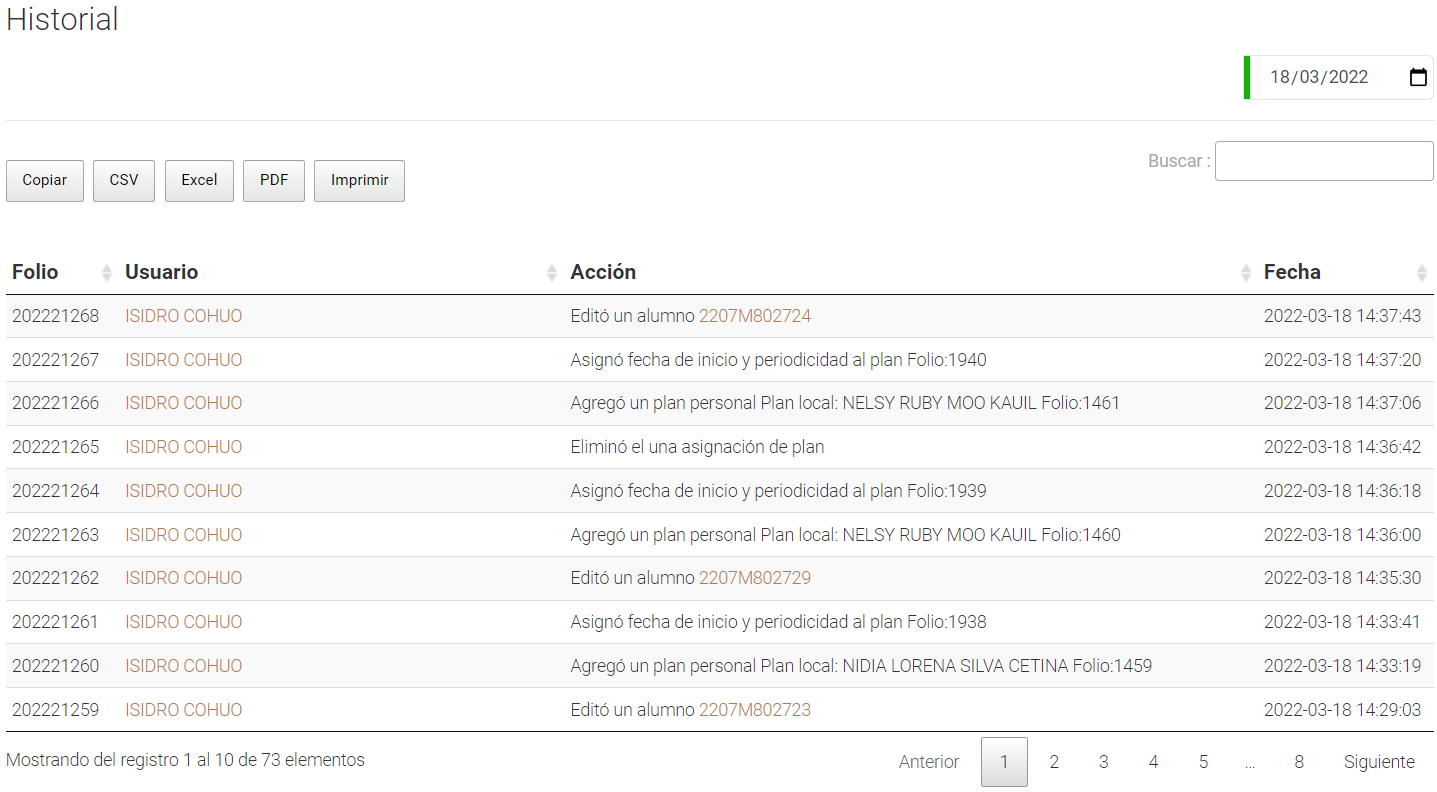 Historial
18/03/2022
Buscar :
Copiar CSV Excel PDF Imprimir
Folio Usuario Acción Fecha
202221268 ISIDRO COHUO Editó un alumno 2207M802724 2022-03-18 14:37:43
202221267 ISIDRO COHUO Asignó fecha de inicio y periodicidad al plan Folio:1940 2022-03-18 14:37:20
202221266 ISIDRO COHUO Agregó un plan personal Plan local: NELSY RUBY MOO KAUIL Folio:1461 2022-03-18 14:37:06
202221265 ISIDRO COHUO Eliminó el una asignación de plan 2022-03-18 14:36:42
202221264 ISIDRO COHUO Asignó fecha de inicio y periodicidad al plan Folio:1939 2022-03-18 14:36:18
202221263 ISIDRO COHUO Agregó un plan personal Plan local: NELSY RUBY MOO KAUIL Folio:1460 2022-03-18 14:36:00
202221262 ISIDRO COHUO Editó un alumno 2207M802729 2022-03-18 14:35:30
202221261 ISIDRO COHUO Asignó fecha de inicio y periodicidad al plan Folio:1938 2022-03-18 14:33:41
202221260 ISIDRO COHUO Agregó un plan personal Plan local: NIDIA LORENA SILVA CETINA Folio:1459 2022-03-18 14:33:19
202221259 ISIDRO COHUO Editó un alumno 2207M802723 2022-03-18 14:29:03
Mostrando del registro 1 al 10 de 73 elementos Anterior 1 2 3 4 5 ... 8 Siguiente